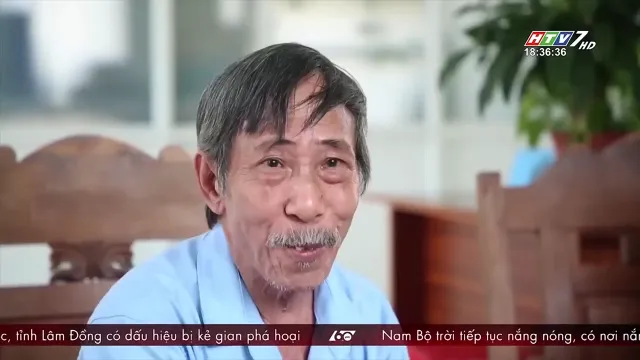 HTV7 HD
18:36:36
c, tỉnh Lâm Đồng có dấu hiệu bị kẻ gian phá hoại 60 Nam Bộ trời tiếp tục nắng nóng, có nơi nắ